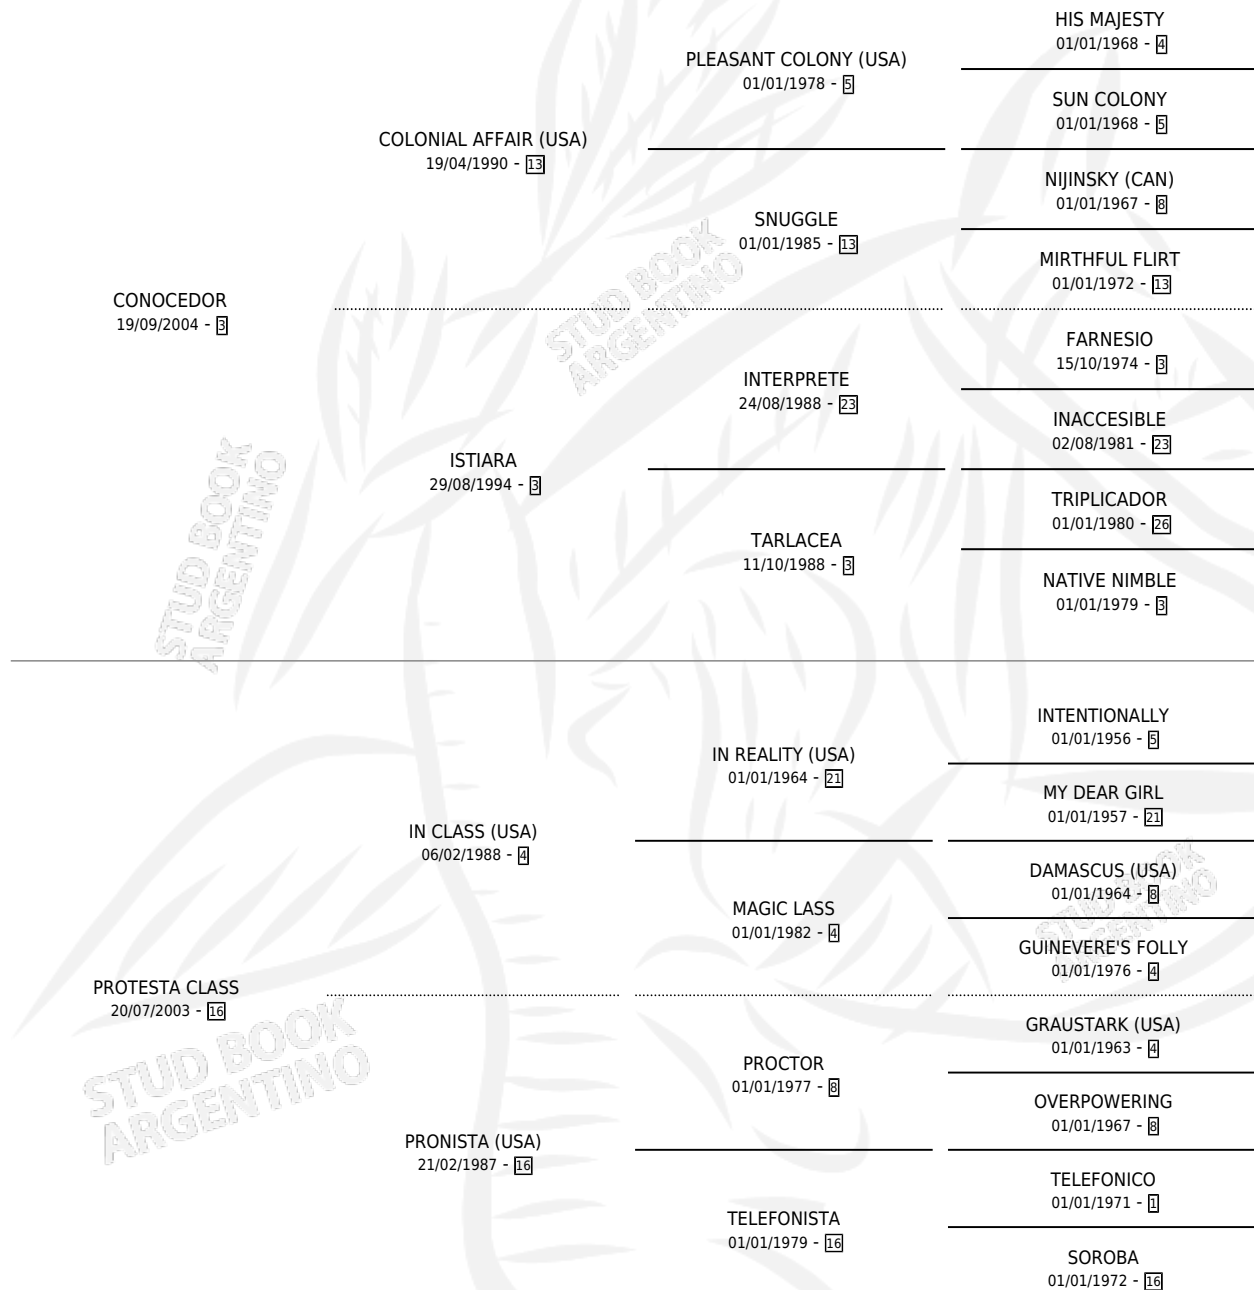 HIS MAJESTY
01/01/1968 - 4
PLEASANT COLONY (USA)
01/01/1978 - 5
SUN COLONY
01/01/1968 - 5
COLONIAL AFFAIR (USA)
19/04/1990 - 13
NIJINSKY (CAN)
01/01/1967 - 8
SNUGGLE
01/01/1985 - 13
MIRTHFUL FLIRT
01/01/1972 - 13
CONOCEDOR
19/09/2004 - 3
STUD BOOK
ARGENTINO
FARNESIO
15/10/1974 - 3
INTERPRETE
24/08/1988 - 23
INACCESIBLE
02/08/1981 - 23
ISTIARA
29/08/1994 - 3
TRIPLICADOR
01/01/1980 - 26
TARLACEA
11/10/1988 - 3
NATIVE NIMBLE
01/01/1979 - 3
STUD BOOK
ARGENTINO
INTENTIONALLY
01/01/1956 - 5
IN REALITY (USA)
01/01/1964 - 21
MY DEAR GIRL
01/01/1957 - 21
IN CLASS (USA)
06/02/1988 - 4
DAMASCUS (USA)
01/01/1964 - 8
STUD BOOK
ARGENTINO
MAGIC LASS
01/01/1982 - 4
GUINEVERE'S FOLLY
01/01/1976 - 4
PROTESTA CLASS
20/07/2003 - 16
GRAUSTARK (USA)
01/01/1963 - 4
STUD BOOK
ARGENTINO
PROCTOR
01/01/1977 - 8
OVERPOWERING
01/01/1967 - 8
PRONISTA (USA)
21/02/1987 - 16
TELEFONICO
01/01/1971 - 1
TELEFONISTA
01/01/1979 - 16
SOROBA
01/01/1972 - 16